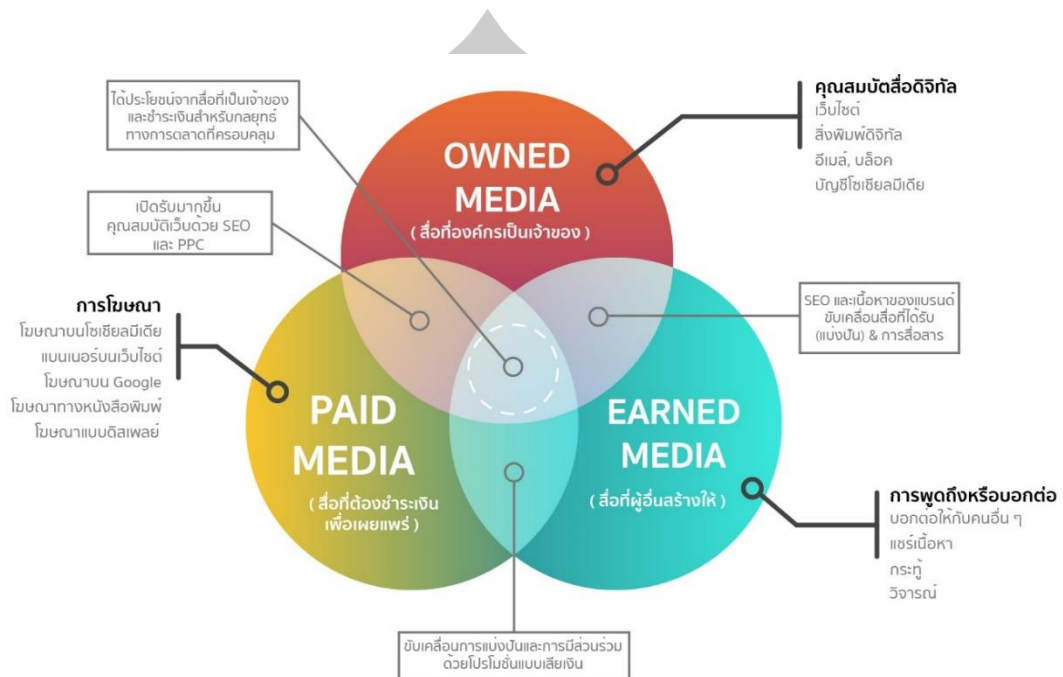 ได้ประโยชน์จากสื่อที่เป็นเจ้าของ
และชำระเงินสำหรับกลยุทธ์
ทางการตลาดที่ครอบคลุม
คุณสมบัตสื่อดิจิทัล
เว็บไซต์
สิ่งพิมพ์ดิจิทัล
อีเมล์, บล็อค
บัญชีโซเชียลมีเดีย
OWNED
MEDIA
( สื่อที่องค์กรเป็นเจ้าของ )
เปิดรับมากขึ้น
คุณสมบัติเว็บด้วย SEO
และ PPC
SEO และเนื้อหาของแบรนด์
ขับเคลื่อนสื่อที่ได้รับ
(แบ่งปัน) & การสื่อสาร
การโฆษณา
โฆษณาบนโซเชียลมีเดีย
แบนเนอร์บนเว็บไซต์
โฆษณาบน Google
โฆษณาทางหนังสือพิมพ์
โฆษณาแบบดิสเพลย์
PAID
MEDIA
( สื่อที่ต้องชำระเงิน
เพื่อเผยแพร่ )
EARNED
MEDIA
( สื่อที่ผู้อื่นสร้างให้ )
การพูดถึงหรือบอกต่อ
บอกต่อให้กับคนอื่น ๆ
แชร์เนื้อหา
กระทู้
วิจารณ์
ขับเคลื่อนการแบ่งปันและการมีส่วนร่วม
ด้วยโปรโมชั่นแบบเสียเงิน